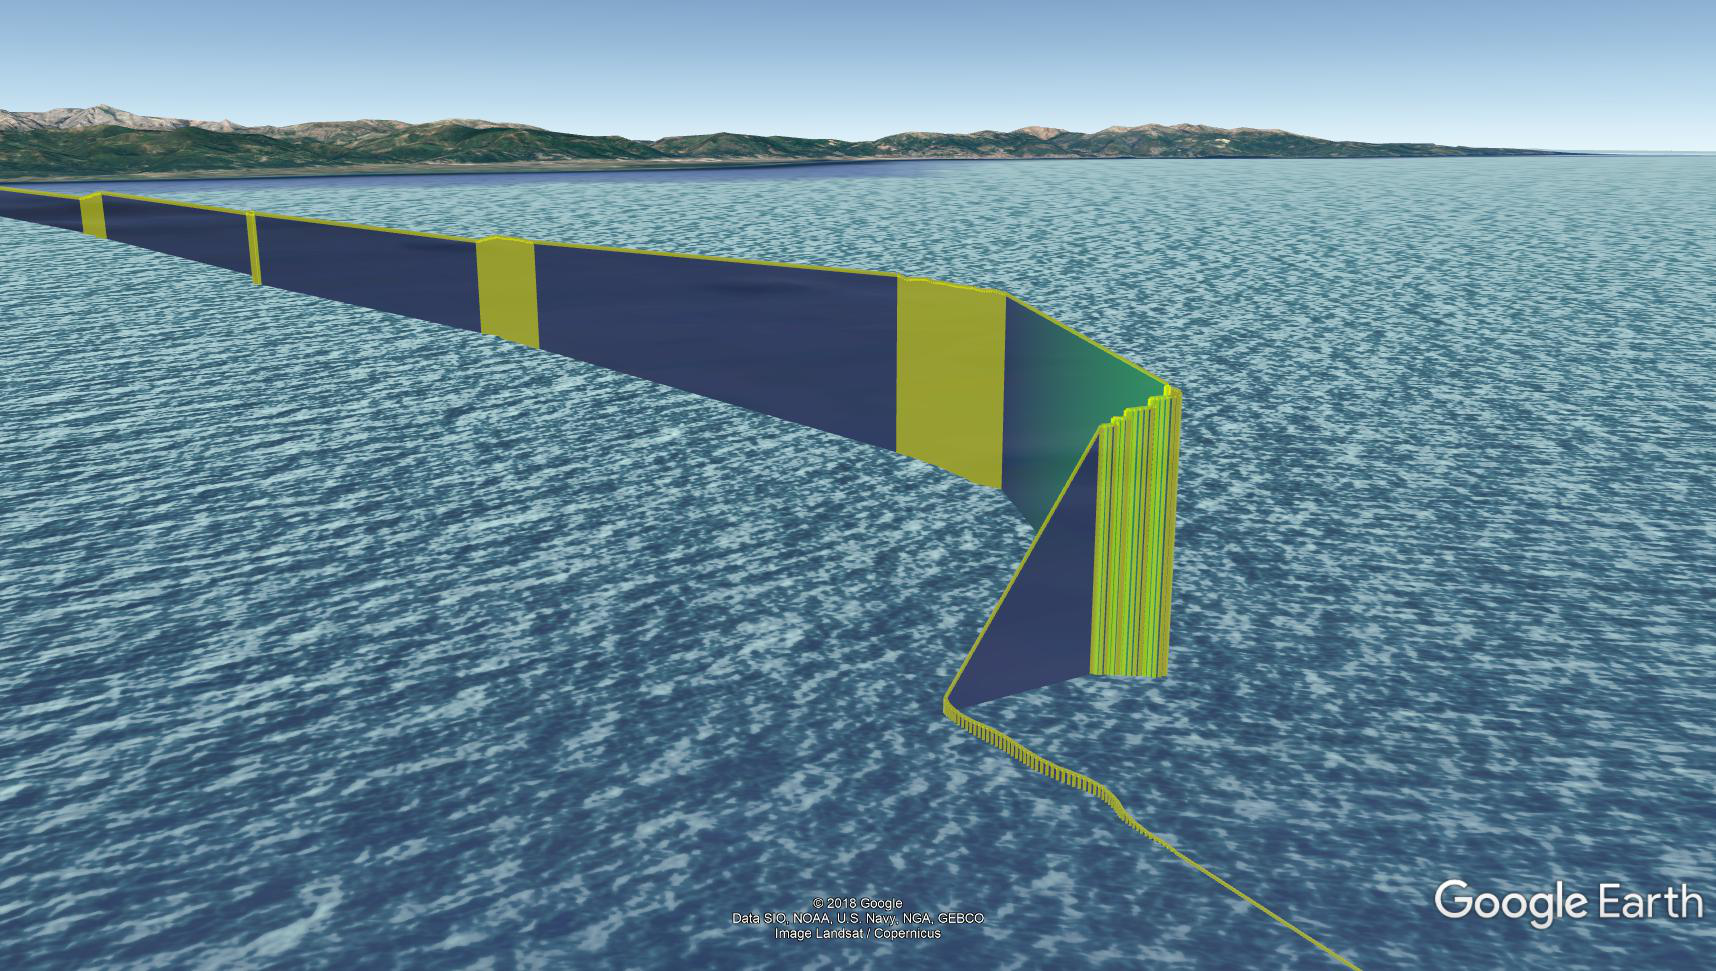 © 2018 Google
Data SIO, NOAA, U.S. Navy, NGA, GEBCO
Image Landsat / Copernicus
Google Earth